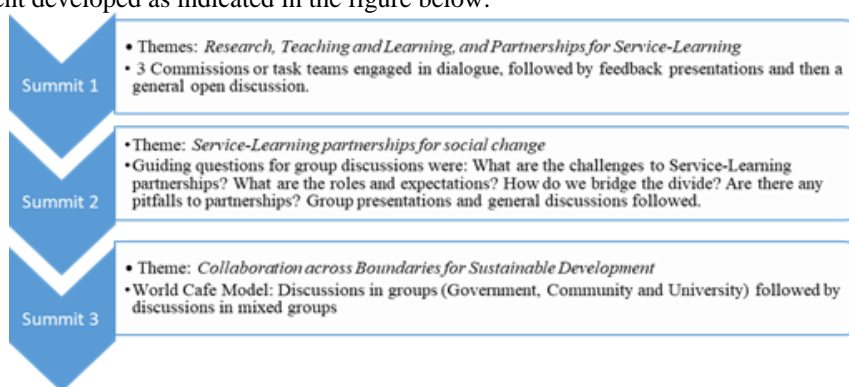 ent developed as indicated in the figure below:
Summit 1
• Themes: Research, Teaching and Learning, and Partnerships for Service-Learning
• 3 Commissions or task teams engaged in dialogue, followed by feedback presentations and then a
general open discussion.
Summit 2
•Theme: Service-Learning partnerships for social change
•Guiding questions for group discussions were: What are the challenges to Service-Learning
partnerships? What are the roles and expectations? How do we bridge the divide? Are there any
pitfalls to partnerships? Group presentations and general discussions followed.
Summit 3
• Theme: Collaboration across Boundaries for Sustainable Development
•World Cafe Model: Discussions in groups (Government, Community and University) followed by
discussions in mixed groups